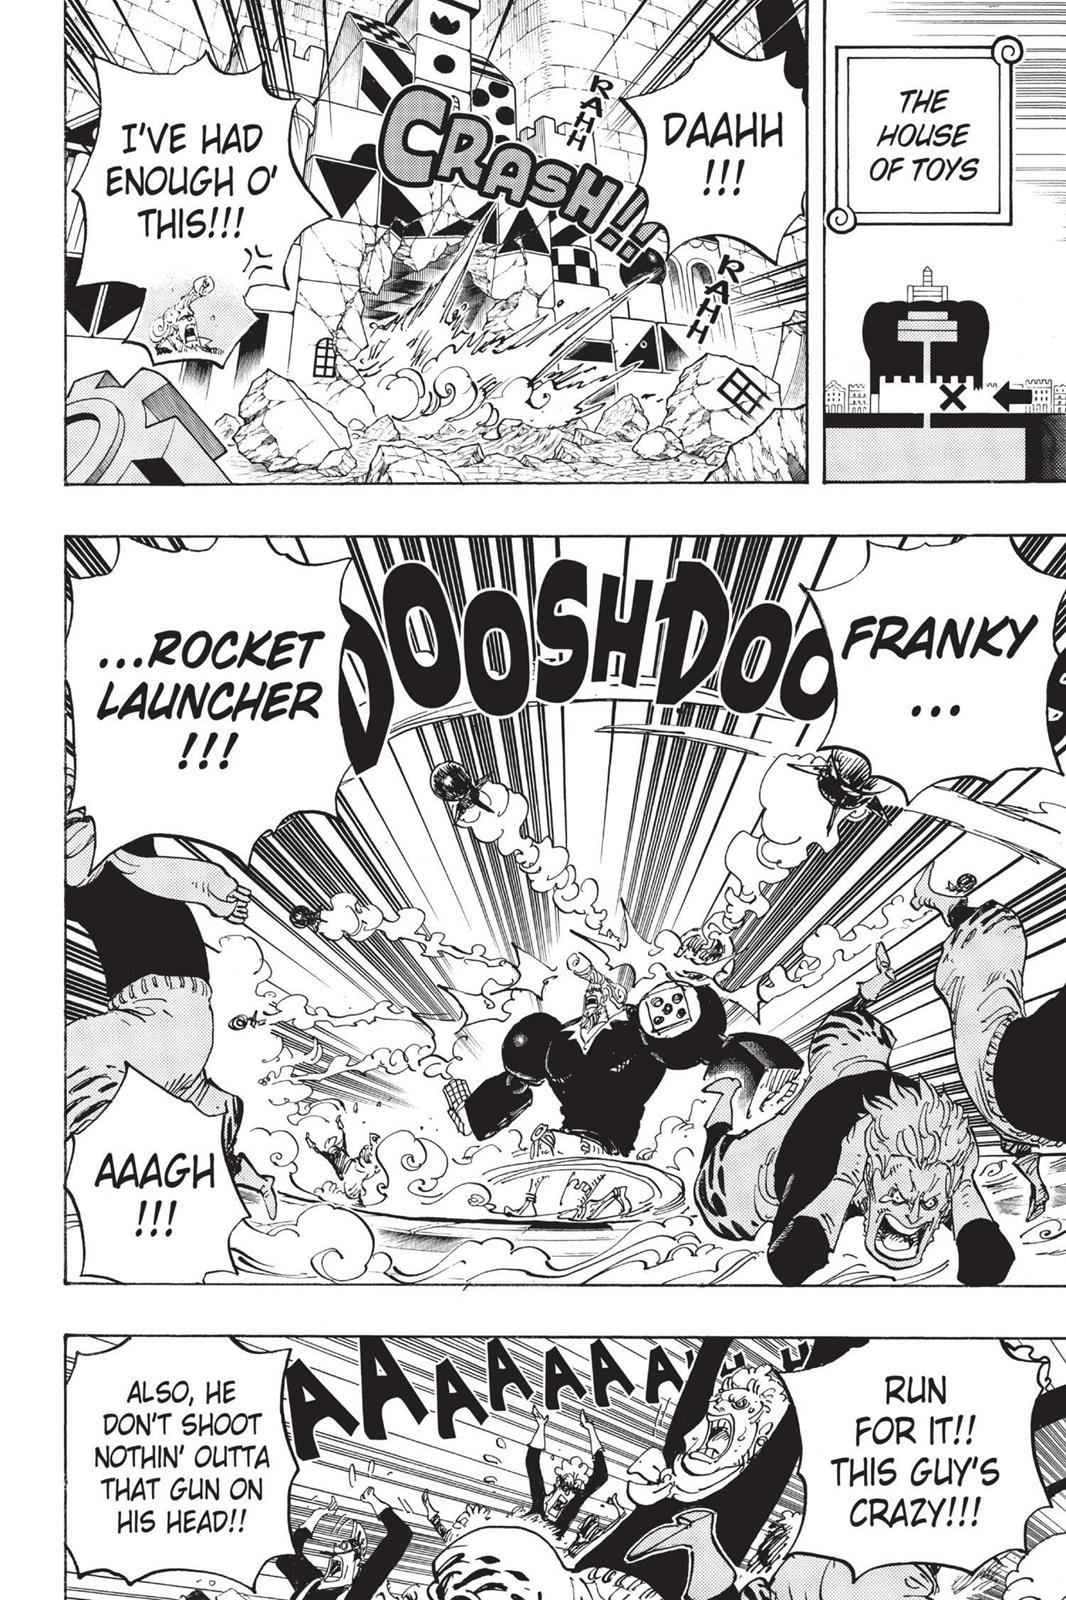 THE
HOUSE
OF TOYS
DAAHH
!!!
RAHH
CRASH!!
RAHH
I'VE HAD
ENOUGH O'
THIS!!!
FRANKY
...
DOOSHDOO
...ROCKET
LAUNCHER
!!!
AAAGH
!!!
RUN
FOR IT!!
THIS GUY'S
CRAZY!!!
AAAAAAA
ALSO, HE
DON'T SHOOT
NOTHIN' OUTTA
THAT GUN ON
HIS HEAD!!